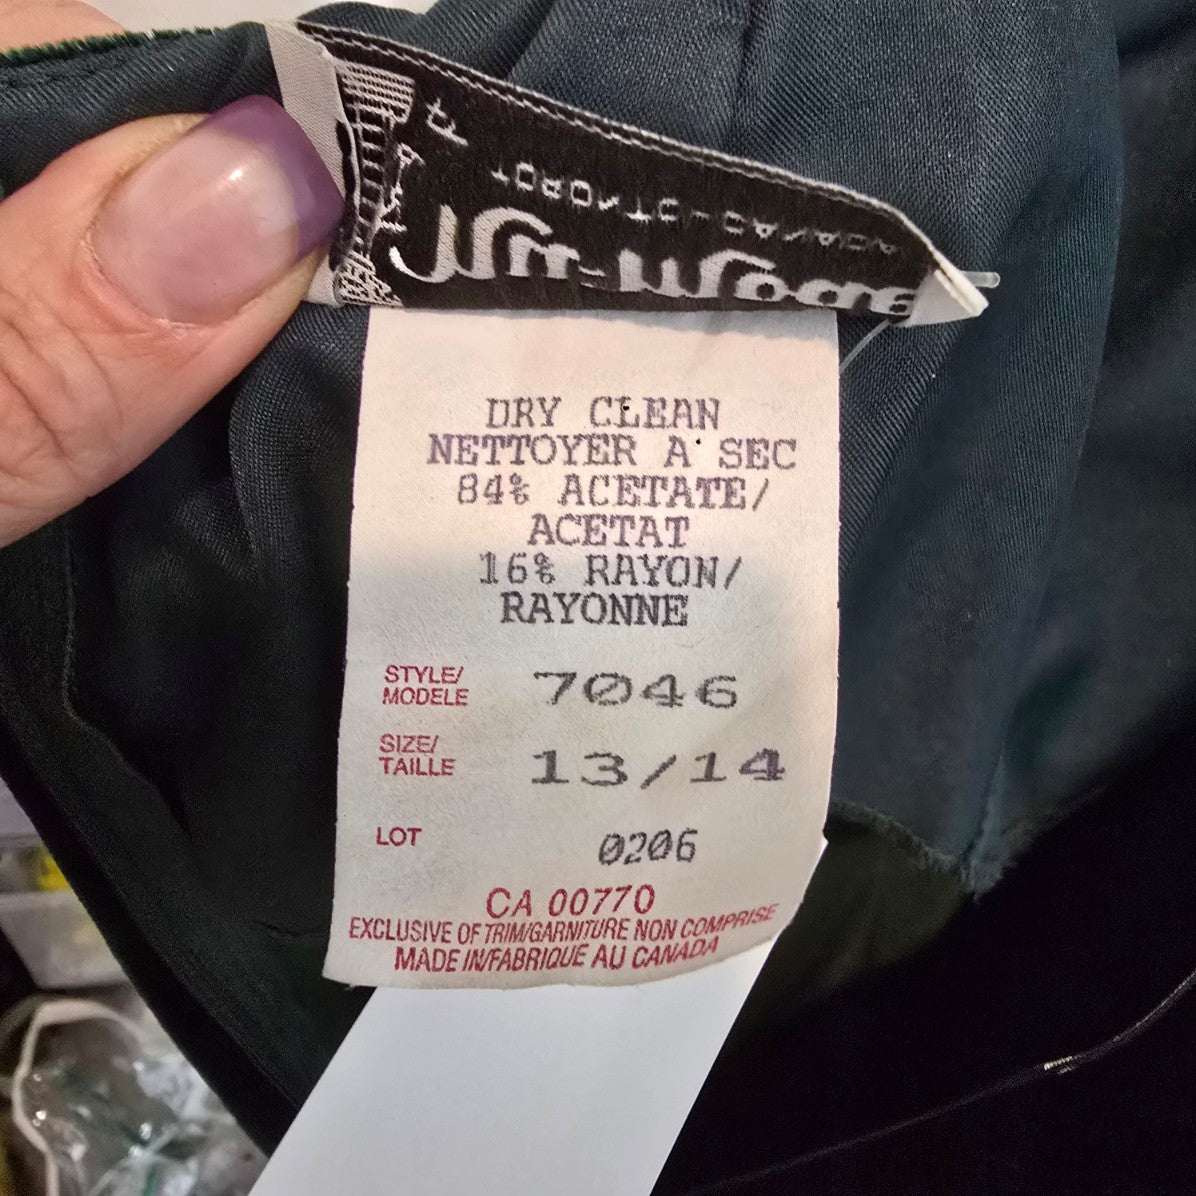 DRY CLEAN
NETTOYER A SEC
84% ACETATE/
ACETAT
16% RAYON/
RAYONNE
STYLE/
MODELE 7046
SIZE/
TAILLE 13/14
LOT 0206
CA 00770
EXCLUSIVE OF TRIM/GARNITURE NON COMPRISE
MADE IN/FABRIQUE AU CANADA